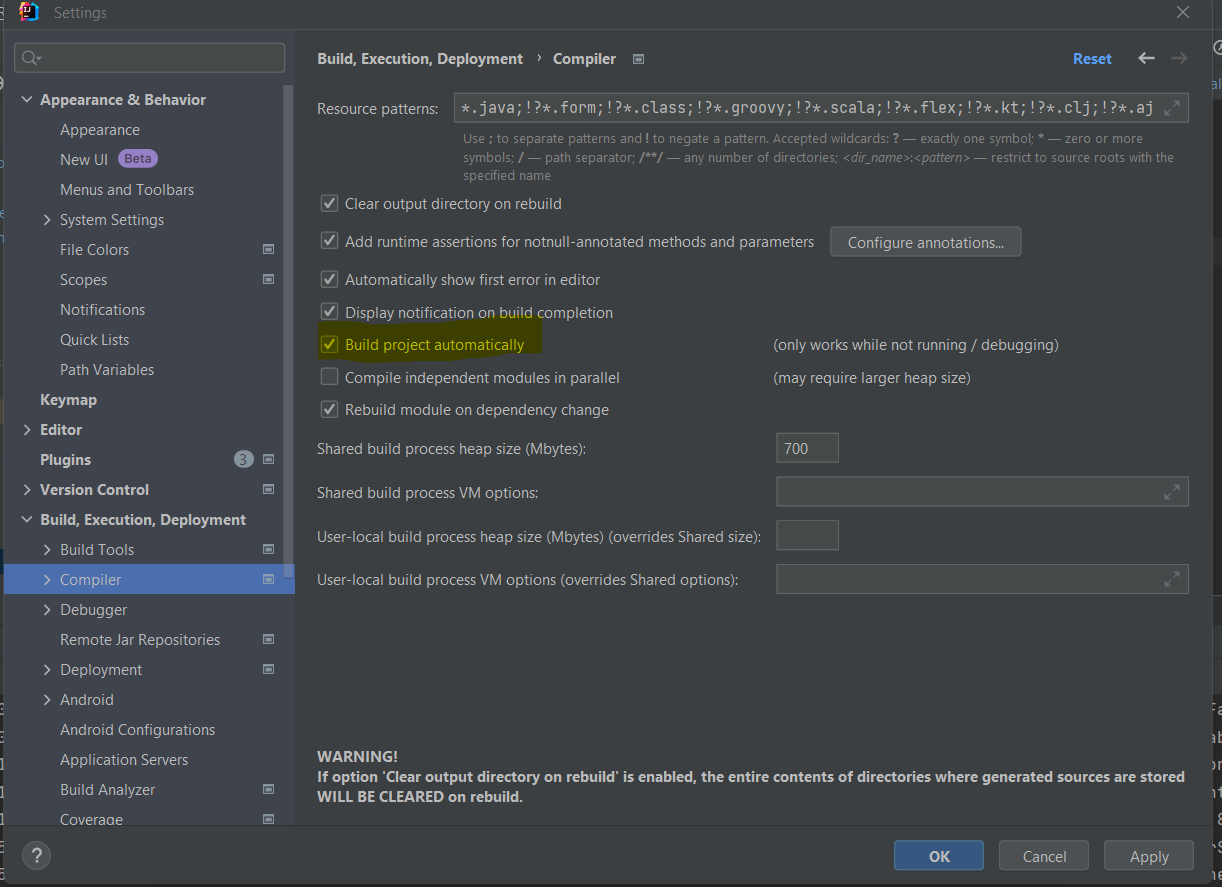 Settings
Appearance & Behavior
Appearance
New UI Beta
Menus and Toolbars
System Settings
File Colors
Scopes
Notifications
Quick Lists
Path Variables
Keymap
Editor
Plugins 3
Version Control
Build, Execution, Deployment
Build Tools
Compiler
Debugger
Remote Jar Repositories
Deployment
Android
Android Configurations
Application Servers
Build Analyzer
Coverage
Build, Execution, Deployment › Compiler
Reset
Resource patterns: *.java;!?*.form;!?*.class;!?*.groovy;!?*.scala;!?*.flex;!?*.kt;!?*.clj;!?*.aj
Use ; to separate patterns and ! to negate a pattern. Accepted wildcards: ? — exactly one symbol; * — zero or more
symbols; / — path separator; /**/ — any number of directories; <dir_name>:<pattern> — restrict to source roots with the
specified name
Clear output directory on rebuild
Add runtime assertions for notnull-annotated methods and parameters Configure annotations...
Automatically show first error in editor
Display notification on build completion
Build project automatically (only works while not running / debugging)
Compile independent modules in parallel (may require larger heap size)
Rebuild module on dependency change
Shared build process heap size (Mbytes): 700
Shared build process VM options:
User-local build process heap size (Mbytes) (overrides Shared size):
User-local build process VM options (overrides Shared options):
WARNING!
If option 'Clear output directory on rebuild' is enabled, the entire contents of directories where generated sources are stored
WILL BE CLEARED on rebuild.
? OK Cancel Apply